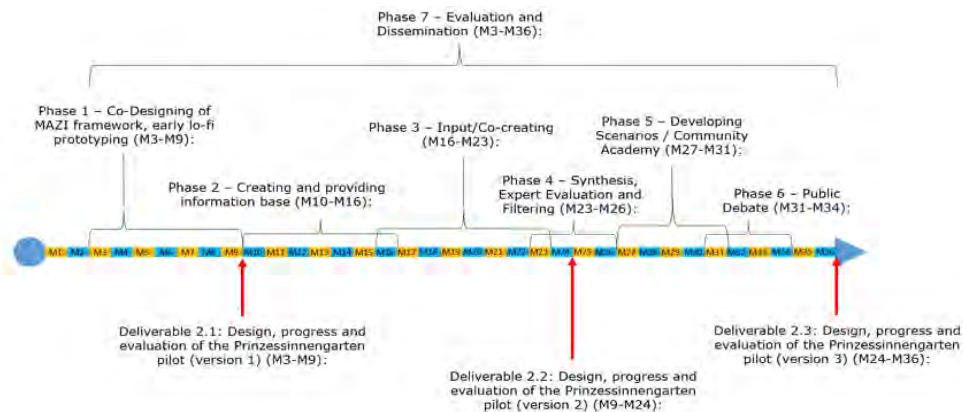 Phase 7 – Evaluation and
Dissemination (M3-M36):
Phase 1 – Co-Designing of
MAZI framework, early lo-fi
prototyping (M3-M9):
Phase 2 – Creating and providing
information base (M10-M16):
Phase 3 – Input/Co-creating
(M16-M23):
Phase 4 – Synthesis,
Expert Evaluation and
Filtering (M23-M26):
Phase 5 – Developing
Scenarios / Community
Academy (M27-M31):
Phase 6 – Public
Debate (M31-M34):
M1 M2 M3 M4 M5 M6 M7 M8 M9 M10 M11 M12 M13 M14 M15 M16 M17 M18 M19 M20 M21 M22 M23 M24 M25 M26 M27 M28 M29 M30 M31 M32 M33 M34 M35 M36
Deliverable 2.1: Design, progress and
evaluation of the Prinzessinnengarten
pilot (version 1) (M3-M9):
Deliverable 2.2: Design, progress and
evaluation of the Prinzessinnengarten
pilot (version 2) (M9-M24):
Deliverable 2.3: Design, progress and
evaluation of the Prinzessinnengarten
pilot (version 3) (M24-M36):